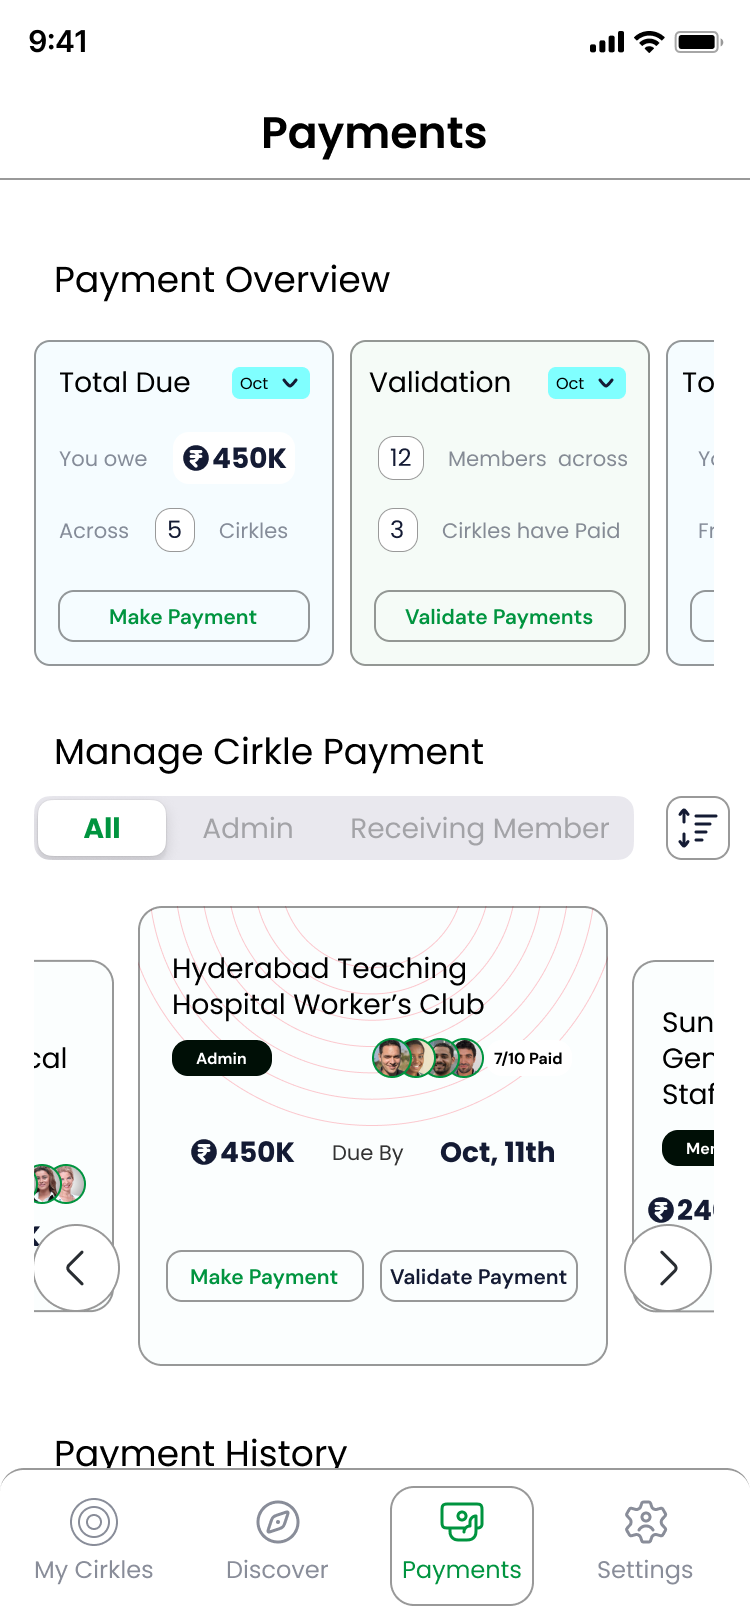 9:41
Payments
Payment Overview
Total Due
Oct
You owe
₹450K
Across
5
Cirkles
Make Payment
Validation
Oct
12
Members across
3
Cirkles have Paid
Validate Payments
To
Fr
Manage Cirkle Payment
All
Admin
Receiving Member
cal
Hyderabad Teaching
Hospital Worker’s Club
Admin
7/10 Paid
₹450K
Due By
Oct, 11th
Make Payment
Validate Payment
Sun
Gen
Staf
Mer
₹240
Payment History
My Cirkles
Discover
Payments
Settings